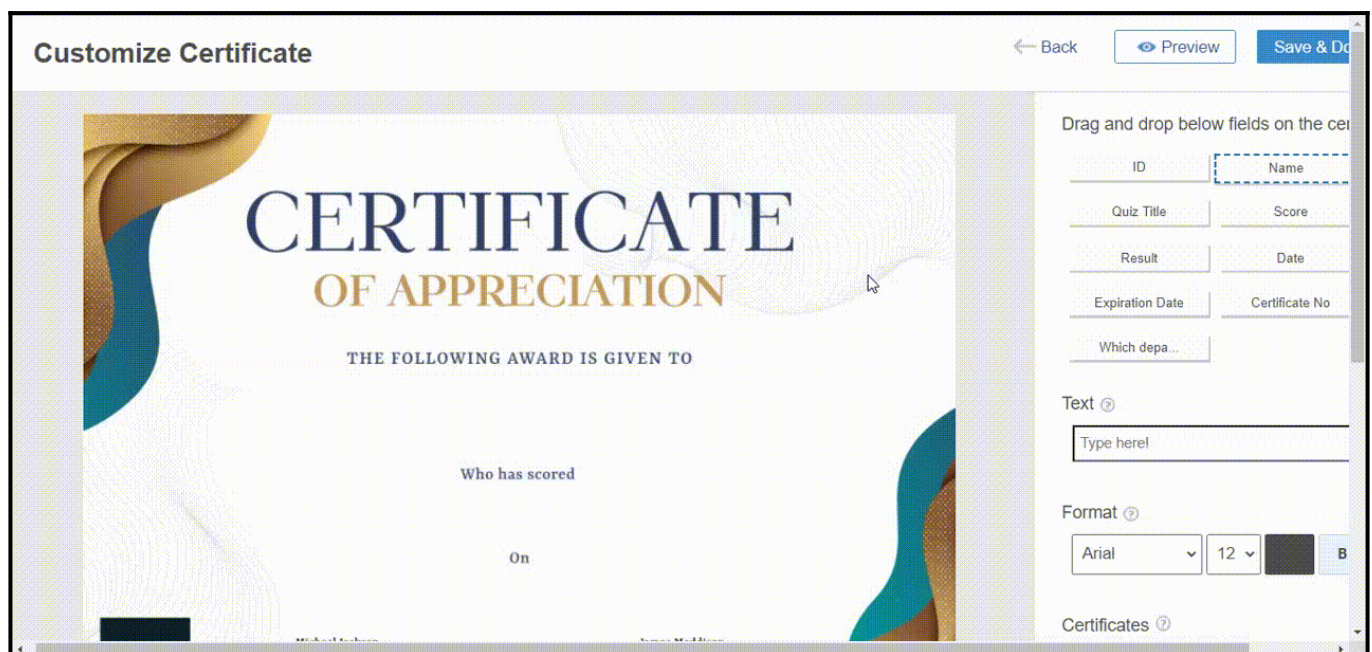 Customize Certificate
Back
Preview
Save & Do
CERTIFICATE
OF APPRECIATION
THE FOLLOWING AWARD IS GIVEN TO
Who has scored
On
Drag and drop below fields on the cer
ID
Name
Quiz Title
Score
Result
Date
Expiration Date
Certificate No
Which depa...
Text
Type here!
Format
Arial
12
B
Certificates